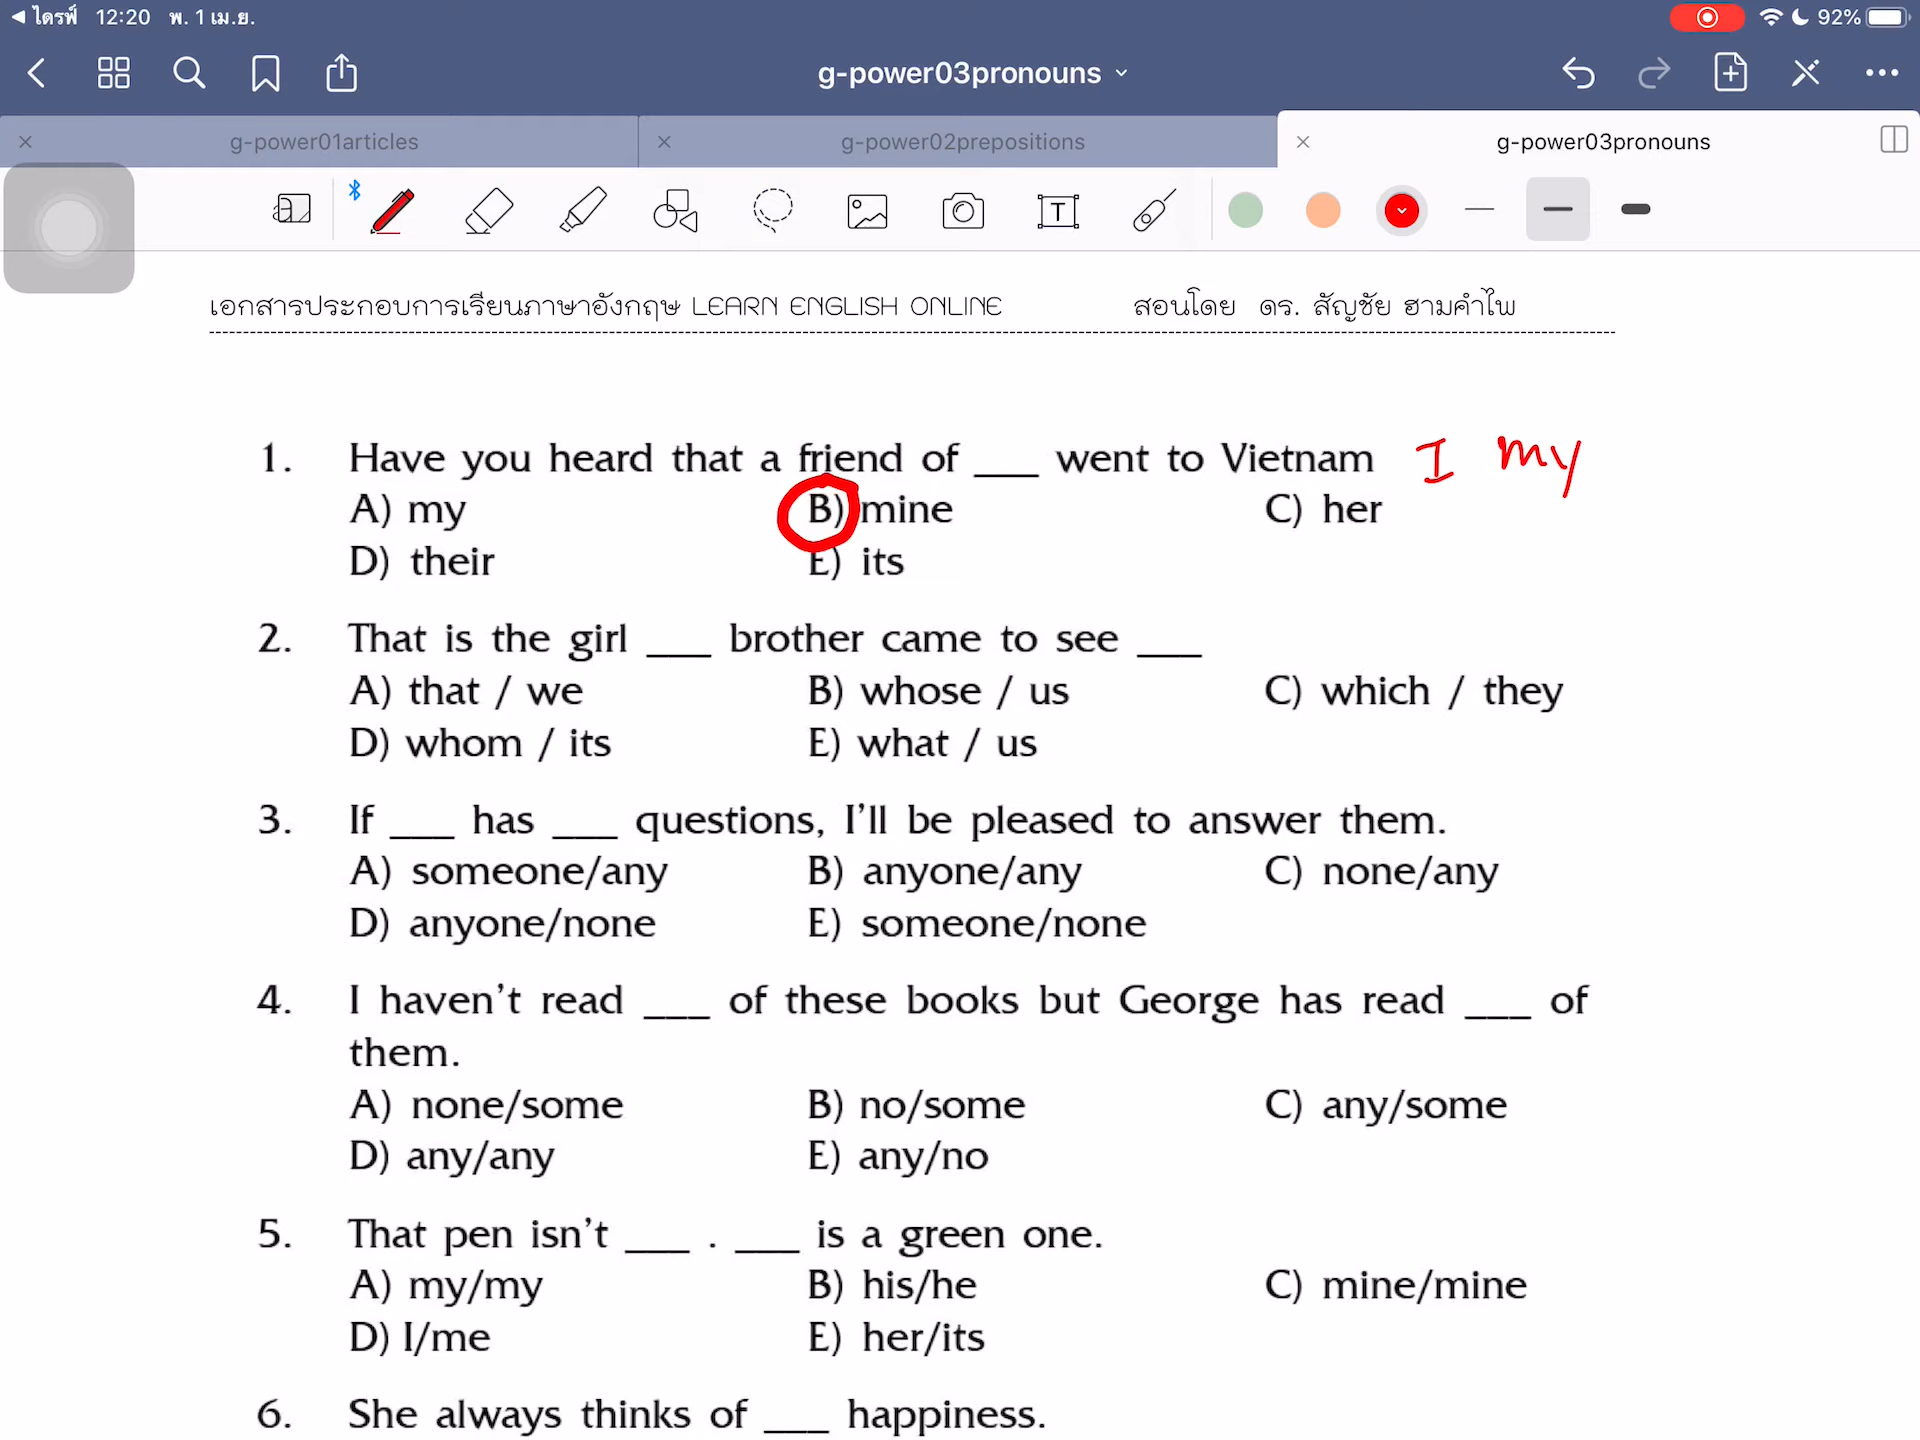 ไดรฟ์ 12:20 พ. 1 เม.ย. 92%
g-power03pronouns
g-power01articles g-power02prepositions g-power03pronouns
เอกสารประกอบการเรียนภาษาอังกฤษ LEARN ENGLISH ONLINE สอนโดย ดร. สัญชัย ฮามคำไพ
1. Have you heard that a friend of ___ went to Vietnam I my
A) my B) mine C) her
D) their E) its
2. That is the girl ___ brother came to see ___
A) that / we B) whose / us C) which / they
D) whom / its E) what / us
3. If ___ has ___ questions, I’ll be pleased to answer them.
A) someone/any B) anyone/any C) none/any
D) anyone/none E) someone/none
4. I haven’t read ___ of these books but George has read ___ of
them.
A) none/some B) no/some C) any/some
D) any/any E) any/no
5. That pen isn’t ___ . ___ is a green one.
A) my/my B) his/he C) mine/mine
D) I/me E) her/its
6. She always thinks of ___ happiness.